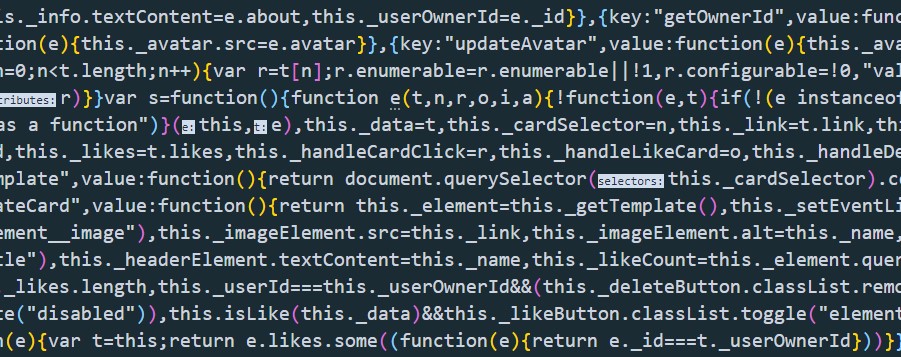 is._info.textContent=e.about,this._userOwnerId=e._id}},{key:"getOwnerId",value:func
tion(e){this._avatar.src=e.avatar}},{key:"updateAvatar",value:function(e){this._ava
n=0;n<t.length;n++){var r=t[n];r.enumerable=r.enumerable||!1,r.configurable=!0,"val
tributes: r)}}var s=function(){function e(t,n,r,o,i,a){!function(e,t){if(!(e instanceof
as a function")}(e: this, t: e),this._data=t,this._cardSelector=n,this._link=t.link,thi
d,this._likes=t.likes,this._handleCardClick=r,this._handleLikeCard=o,this._handleDe
mplate",value:function(){return document.querySelector(selectors: this._cardSelector).co
ateCard",value:function(){return this._element=this._getTemplate(),this._setEventLi
ement__image"),this._imageElement.src=this._link,this._imageElement.alt=this._name,
tle"),this._headerElement.textContent=this._name,this._likeCount=this._element.quer
._likes.length,this._userId===this._userOwnerId&&(this._deleteButton.classList.remo
te("disabled")),this.isLike(this._data)&&this._likeButton.classList.toggle("element
n(e){var t=this;return e.likes.some((function(e){return e._id===t._userOwnerId}))}}